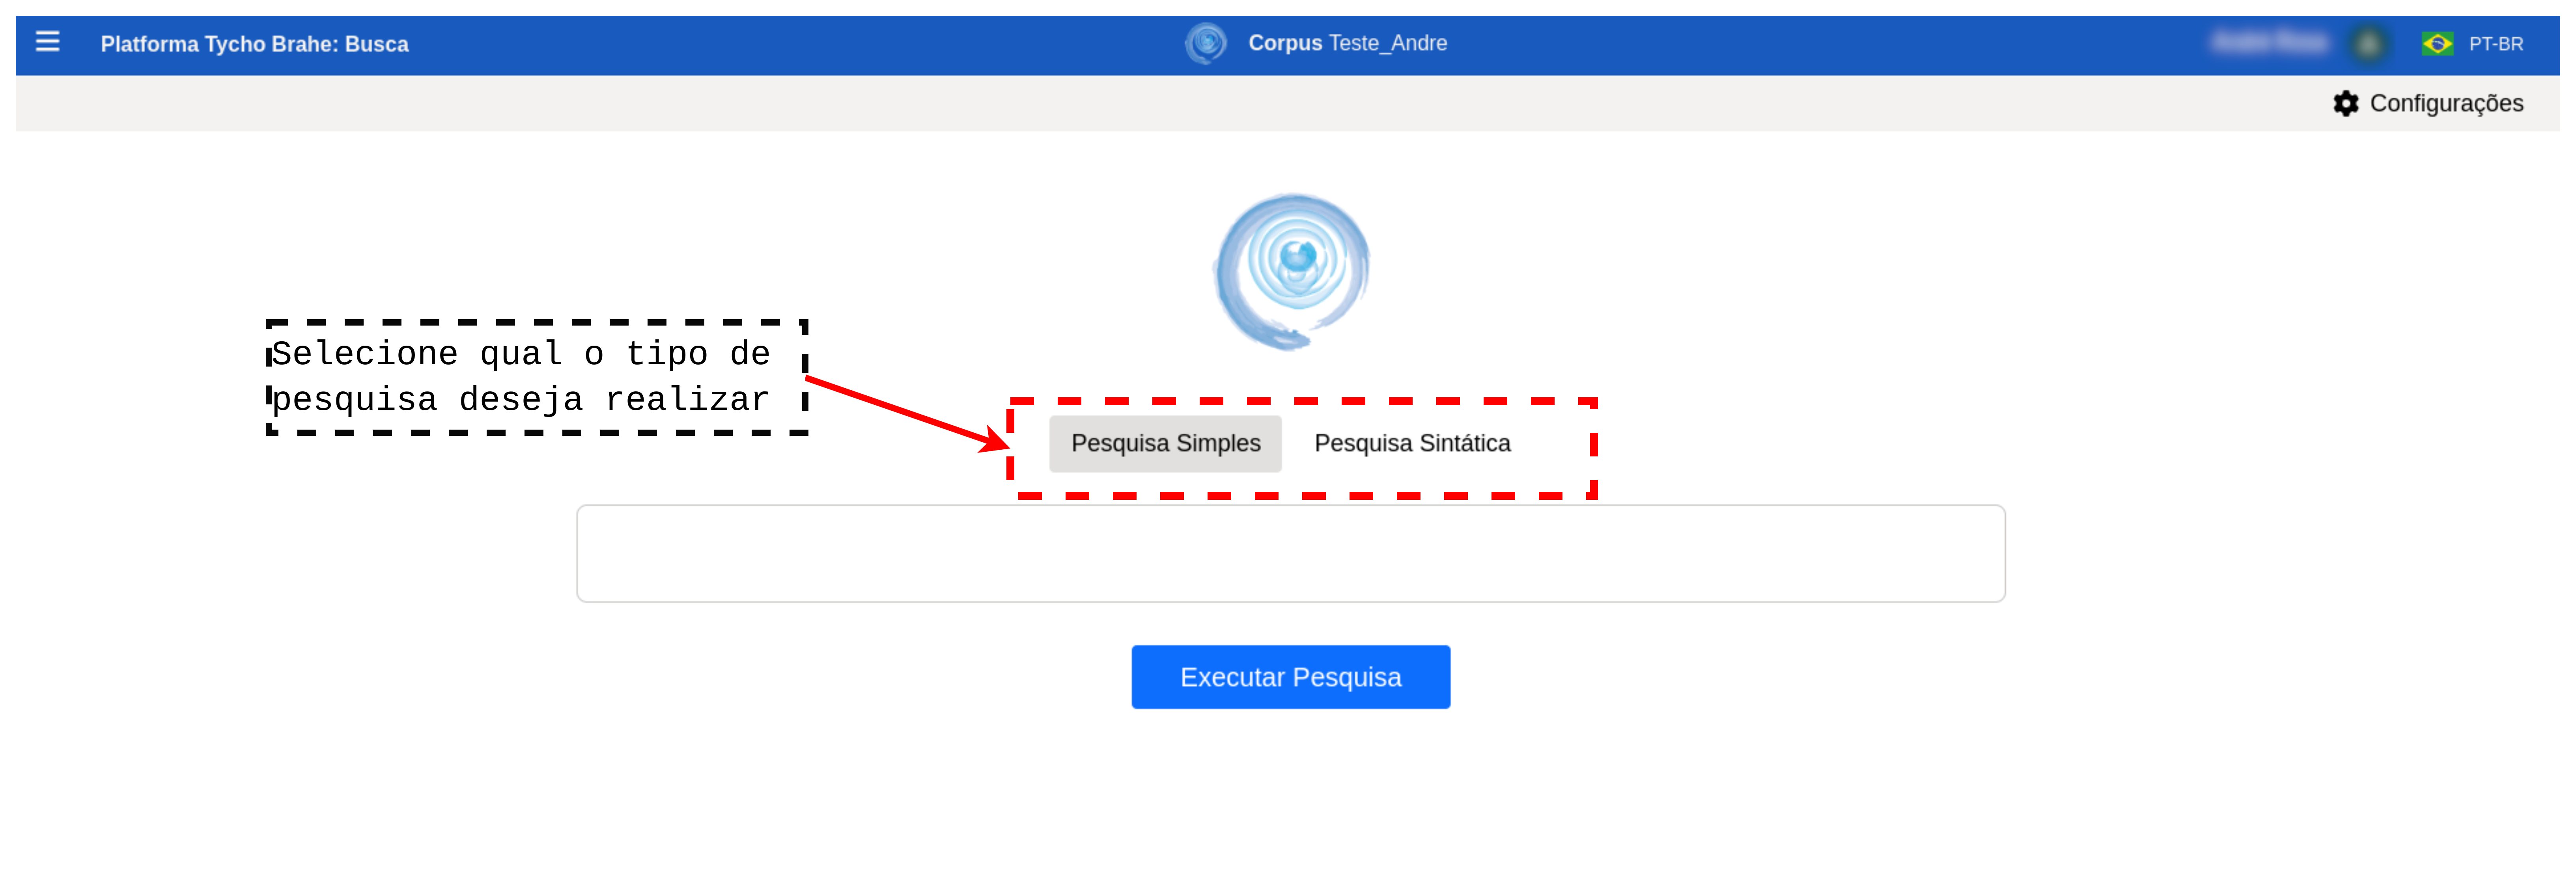 Platforma Tycho Brahe: Busca
Corpus Teste_Andre
PT-BR
Configurações
Selecione qual o tipo de
pesquisa deseja realizar
Pesquisa Simples
Pesquisa Sintática
Executar Pesquisa